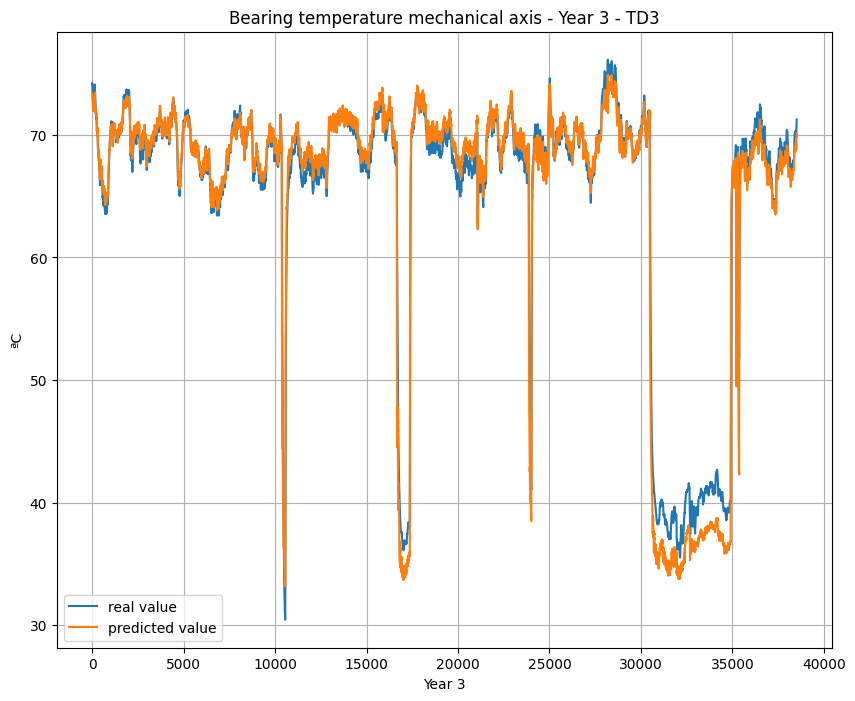 Bearing temperature mechanical axis - Year 3 - TD3
70
60
50
40
30
ªC
real value
predicted value
0 5000 10000 15000 20000 25000 30000 35000 40000
Year 3